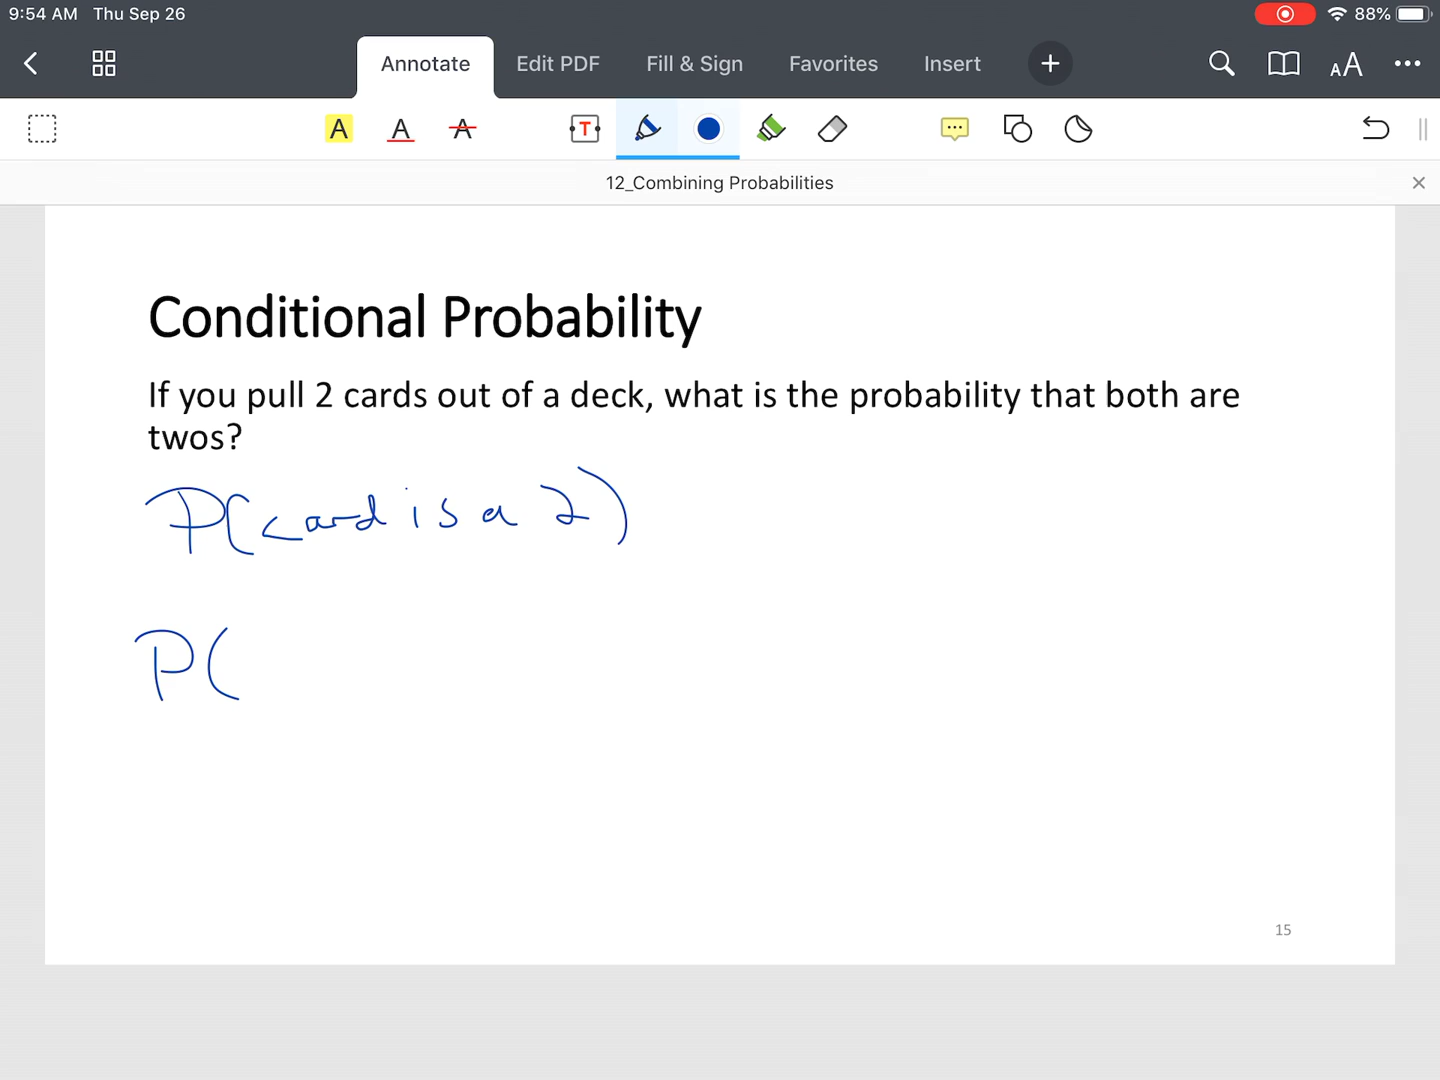 9:54 AM Thu Sep 26 88%
Annotate Edit PDF Fill & Sign Favorites Insert
A A A T
AA
12_Combining Probabilities
Conditional Probability
If you pull 2 cards out of a deck, what is the probability that both are
twos?
P(card is a 2)
P(
15